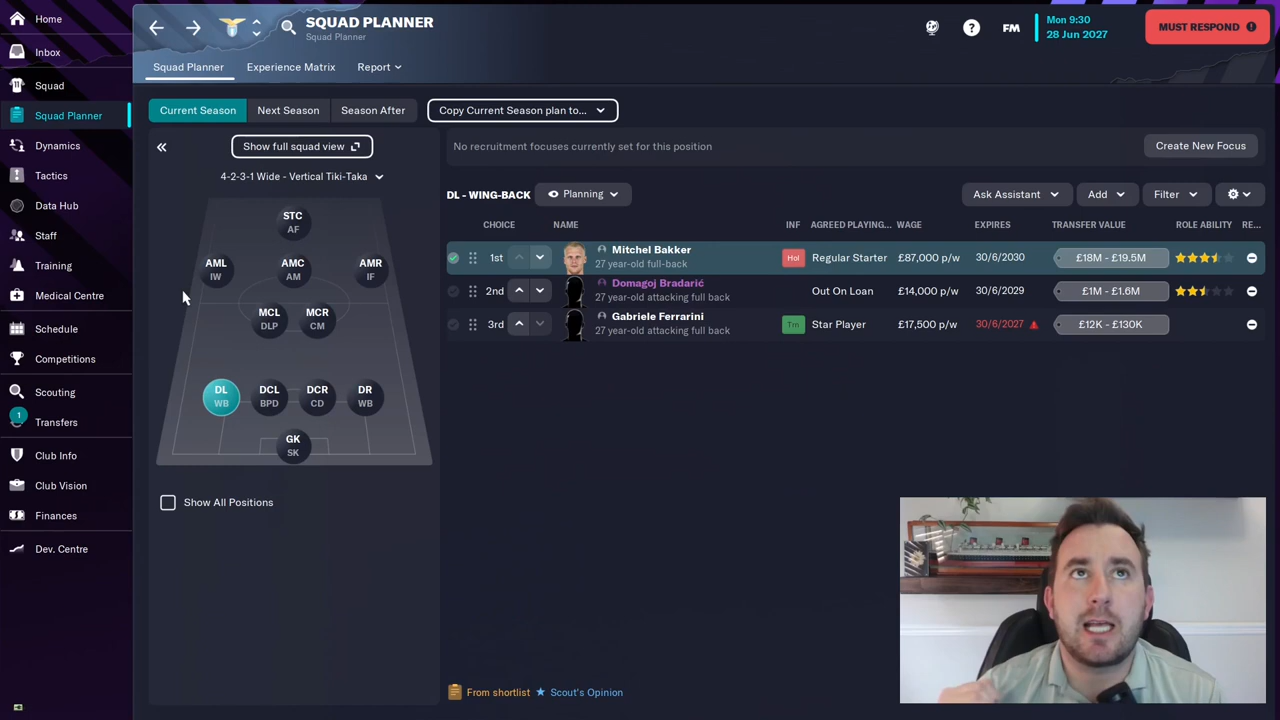 Home
Inbox
Squad
Squad Planner
Dynamics
Tactics
Data Hub
Staff
Training
Medical Centre
Schedule
Competitions
Scouting
1
Transfers
Club Info
Club Vision
Finances
Dev. Centre
SQUAD PLANNER
Squad Planner
?
FM
Mon 9:30
28 Jun 2027
MUST RESPOND
Squad Planner
Experience Matrix
Report
Current Season
Next Season
Season After
Copy Current Season plan to...
Show full squad view
4-2-3-1 Wide - Vertical Tiki-Taka
STC
AF
AML
IW
AMC
AM
AMR
IF
MCL
DLP
MCR
CM
DL
WB
DCL
BPD
DCR
CD
DR
WB
GK
SK
Show All Positions
No recruitment focuses currently set for this position
Create New Focus
DL - WING-BACK
Planning
Ask Assistant
Add
Filter
CHOICE NAME INF AGREED PLAYING... WAGE EXPIRES TRANSFER VALUE ROLE ABILITY RE...
1st Mitchel Bakker Hol Regular Starter £87,000 p/w 30/6/2030 £18M - £19.5M
27 year-old full-back
2nd Domagoj Bradarić Out On Loan £14,000 p/w 30/6/2029 £1M - £1.6M
27 year-old attacking full back
3rd Gabriele Ferrarini Trn Star Player £17,500 p/w 30/6/2027 £12K - £130K
27 year-old attacking full back
From shortlist
Scout's Opinion